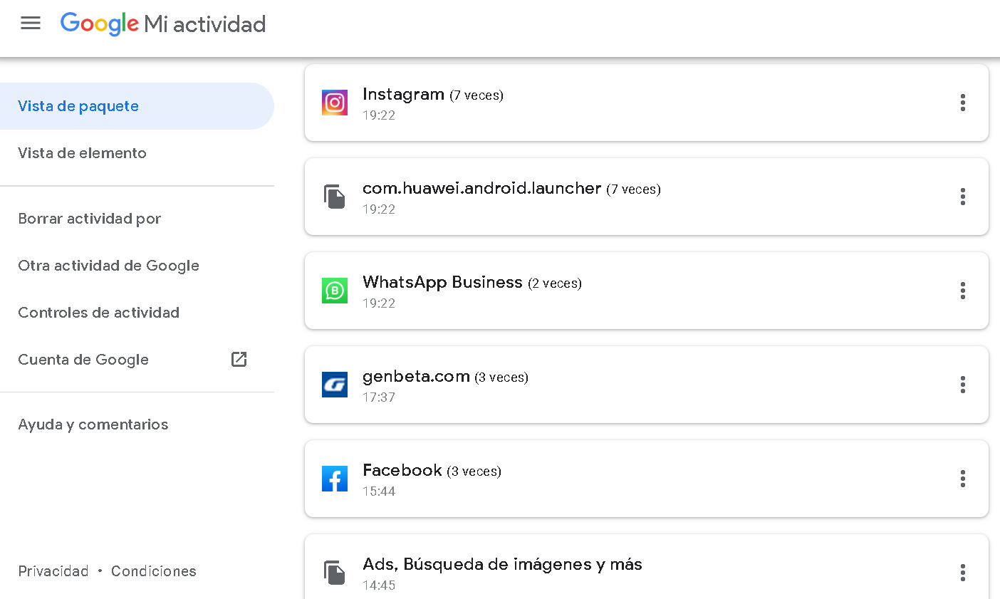 Google Mi actividad
Vista de paquete
Vista de elemento
Borrar actividad por
Otra actividad de Google
Controles de actividad
Cuenta de Google
Ayuda y comentarios
Privacidad • Condiciones
Instagram (7 veces)
19:22
com.huawei.android.launcher (7 veces)
19:22
WhatsApp Business (2 veces)
19:22
genbeta.com (3 veces)
17:37
Facebook (3 veces)
15:44
Ads, Búsqueda de imágenes y más
14:45